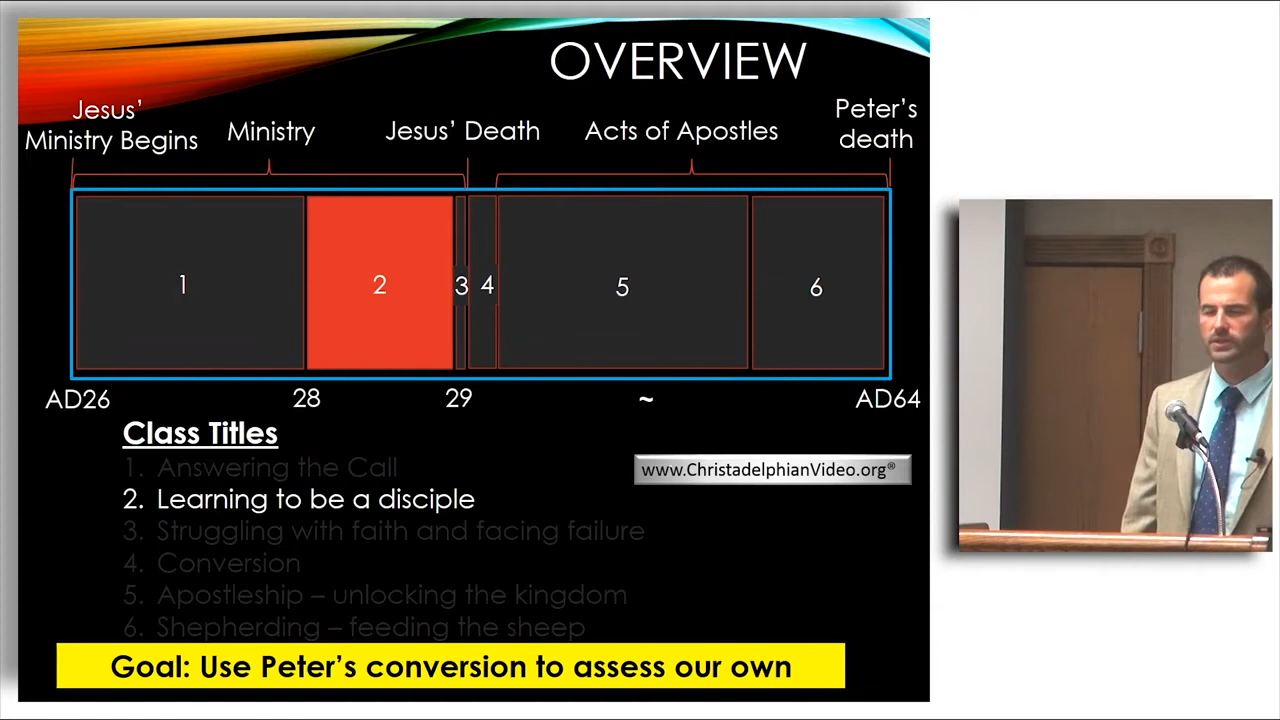 OVERVIEW
Jesus’
Ministry Begins
Ministry
Jesus’ Death
Acts of Apostles
Peter’s
death
1
2
3
4
5
6
AD26
28
29
~
AD64
Class Titles
1. Answering the Call
2. Learning to be a disciple
3. Struggling with faith and facing failure
4. Conversion
5. Apostleship – unlocking the kingdom
6. Shepherding – feeding the sheep
www.ChristadelphianVideo.org®
Goal: Use Peter’s conversion to assess our own